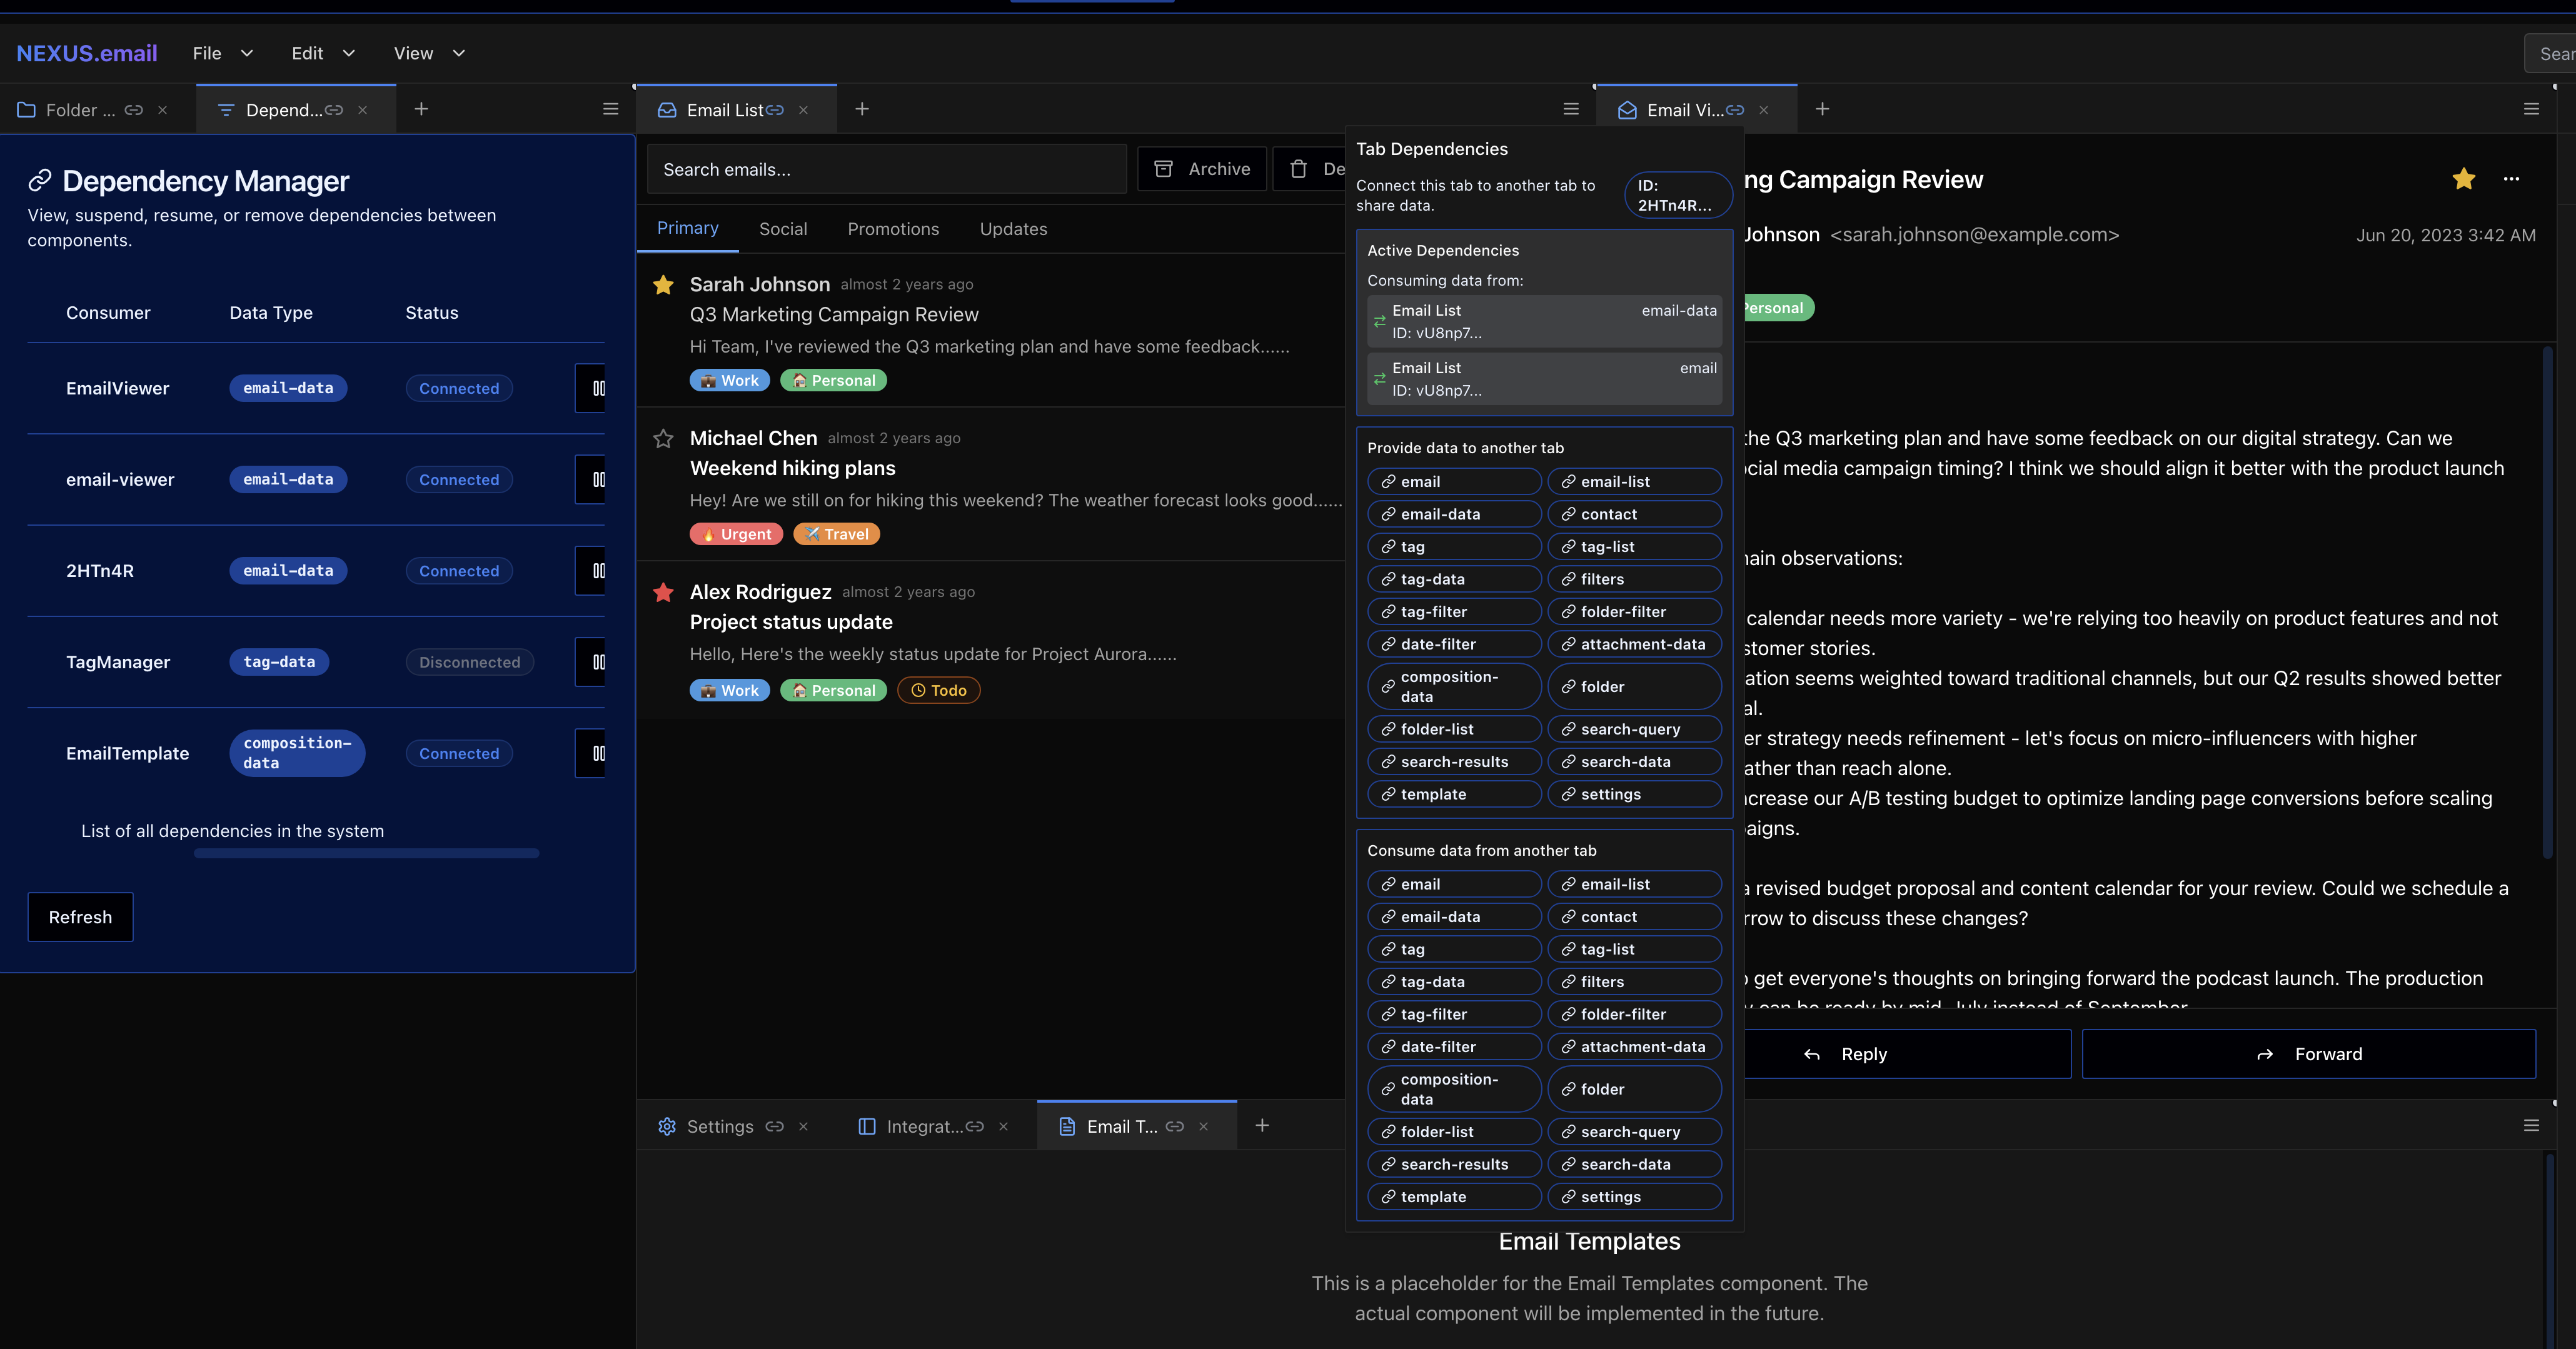 NEXUS.email File Edit View Sear
Folder ... Depend...
Dependency Manager
View, suspend, resume, or remove dependencies between
components.
Consumer Data Type Status
EmailViewer email-data Connected
email-viewer email-data Connected
2HTn4R email-data Connected
TagManager tag-data Disconnected
EmailTemplate composition-
data Connected
List of all dependencies in the system
Refresh
Email List
Search emails... Archive De
Primary Social Promotions Updates
Sarah Johnson almost 2 years ago
Q3 Marketing Campaign Review
Hi Team, I've reviewed the Q3 marketing plan and have some feedback......
💼 Work 🏠 Personal
Michael Chen almost 2 years ago
Weekend hiking plans
Hey! Are we still on for hiking this weekend? The weather forecast looks good......
🔥 Urgent ✈️ Travel
Alex Rodriguez almost 2 years ago
Project status update
Hello, Here's the weekly status update for Project Aurora......
💼 Work 🏠 Personal Todo
Tab Dependencies
Connect this tab to another tab to
share data.
ID:
2HTn4R...
Active Dependencies
Consuming data from:
Email List email-data
ID: vU8np7...
Email List email
ID: vU8np7...
Provide data to another tab
email email-list
email-data contact
tag tag-list
tag-data filters
tag-filter folder-filter
date-filter attachment-data
composition-
data folder
folder-list search-query
search-results search-data
template settings
Consume data from another tab
email email-list
email-data contact
tag tag-list
tag-data filters
tag-filter folder-filter
date-filter attachment-data
composition-
data folder
folder-list search-query
search-results search-data
template settings
Email Vi...
ng Campaign Review
Johnson <sarah.johnson@example.com> Jun 20, 2023 3:42 AM
Personal
the Q3 marketing plan and have some feedback on our digital strategy. Can we
cial media campaign timing? I think we should align it better with the product launch
ain observations:
calendar needs more variety - we're relying too heavily on product features and not
stomer stories.
ation seems weighted toward traditional channels, but our Q2 results showed better
al.
er strategy needs refinement - let's focus on micro-influencers with higher
ather than reach alone.
ncrease our A/B testing budget to optimize landing page conversions before scaling
aigns.
a revised budget proposal and content calendar for your review. Could we schedule a
rrow to discuss these changes?
o get everyone's thoughts on bringing forward the podcast launch. The production
y can be ready by mid-July instead of September
Reply Forward
Settings Integrat... Email T...
Email Templates
This is a placeholder for the Email Templates component. The
actual component will be implemented in the future.